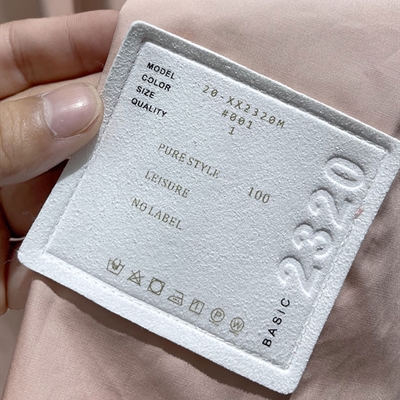 MODEL 20-XX2320M
COLOR #001
SIZE 1
QUALITY
PURE STYLE
LEISURE 100
NO LABEL
BASIC 2320
P W